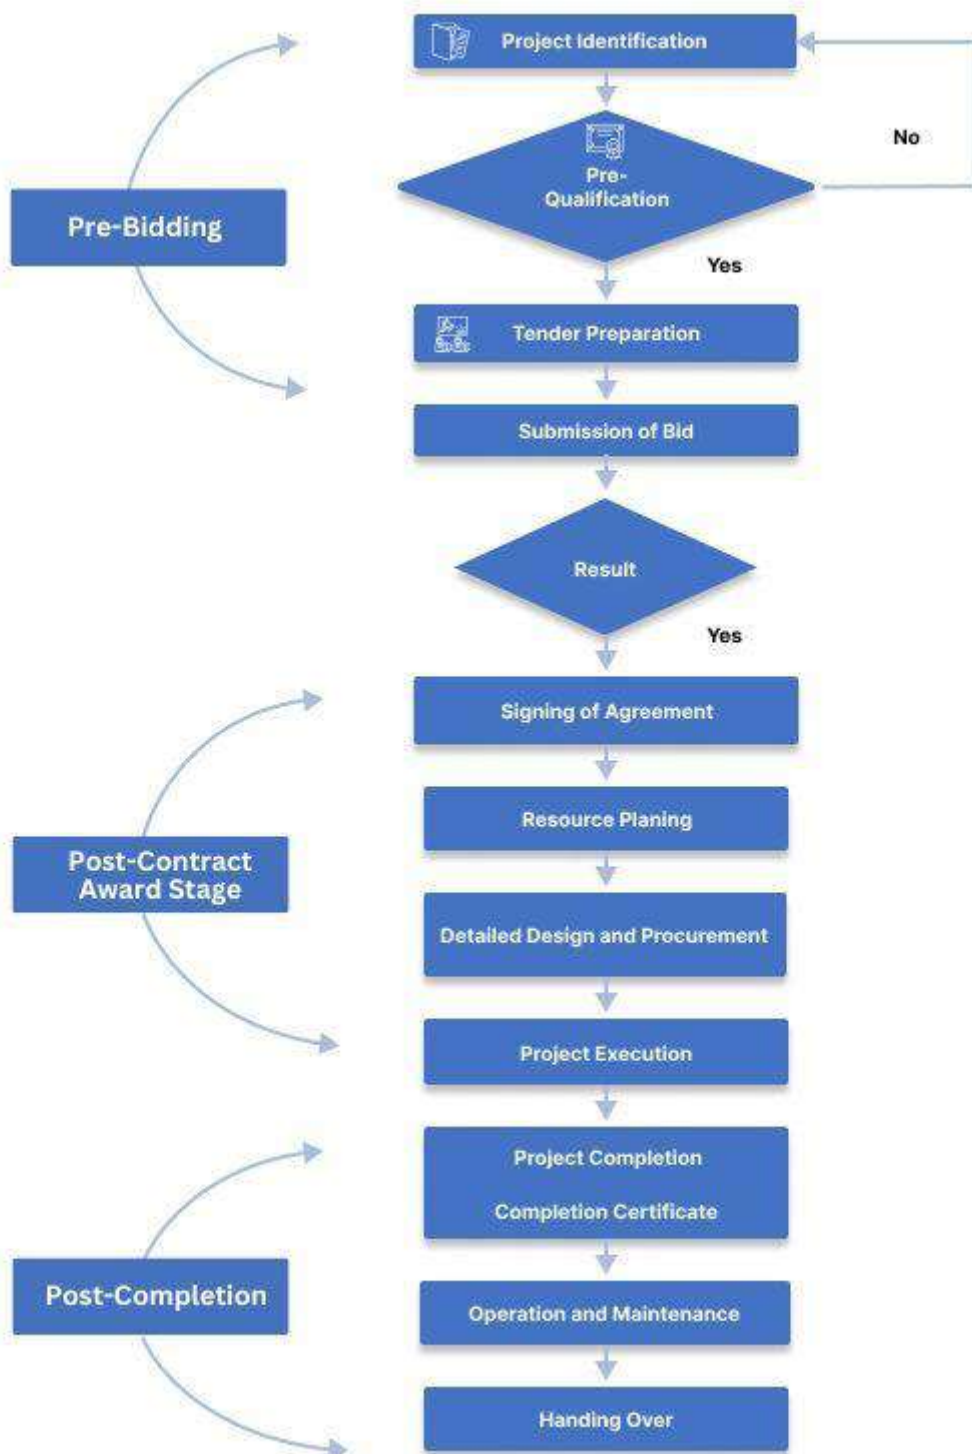 Project Identification
No
Pre-
Qualification
Pre-Bidding
Yes
Tender Preparation
Submission of Bid
Result
Yes
Signing of Agreement
Resource Planing
Post-Contract
Award Stage
Detailed Design and Procurement
Project Execution
Project Completion
Completion Certificate
Post-Completion
Operation and Maintenance
Handing Over